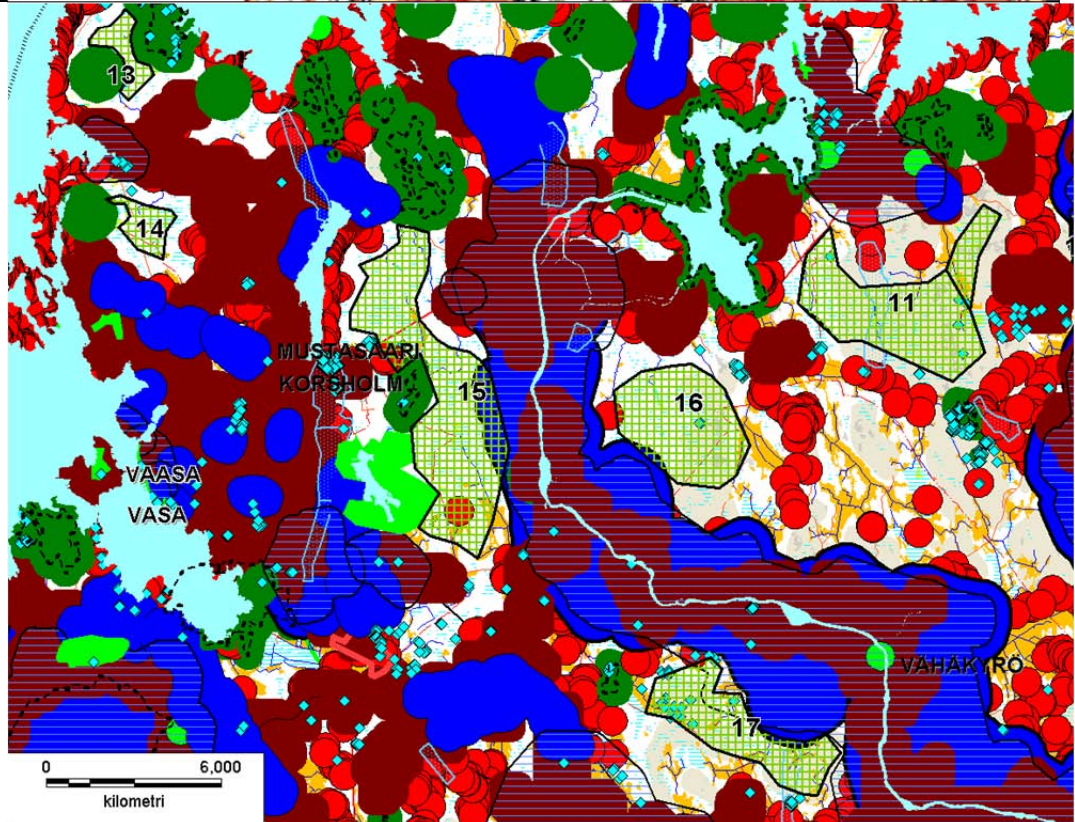 13
14
11
MUSTASAARI
KORSHOLM
15
16
VAASA
VASA
VÄHÄKYRÖ
17
0 6,000
kilometri